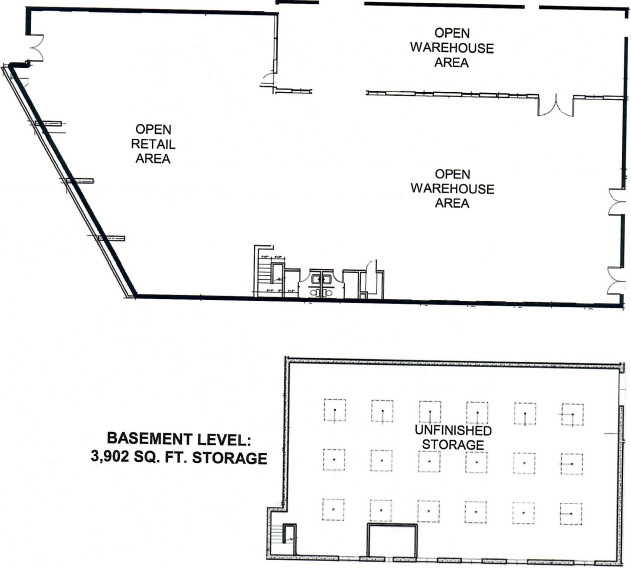 OPEN
WAREHOUSE
AREA
OPEN
RETAIL
AREA
OPEN
WAREHOUSE
AREA
UNFINISHED
STORAGE
BASEMENT LEVEL:
3,902 SQ. FT. STORAGE